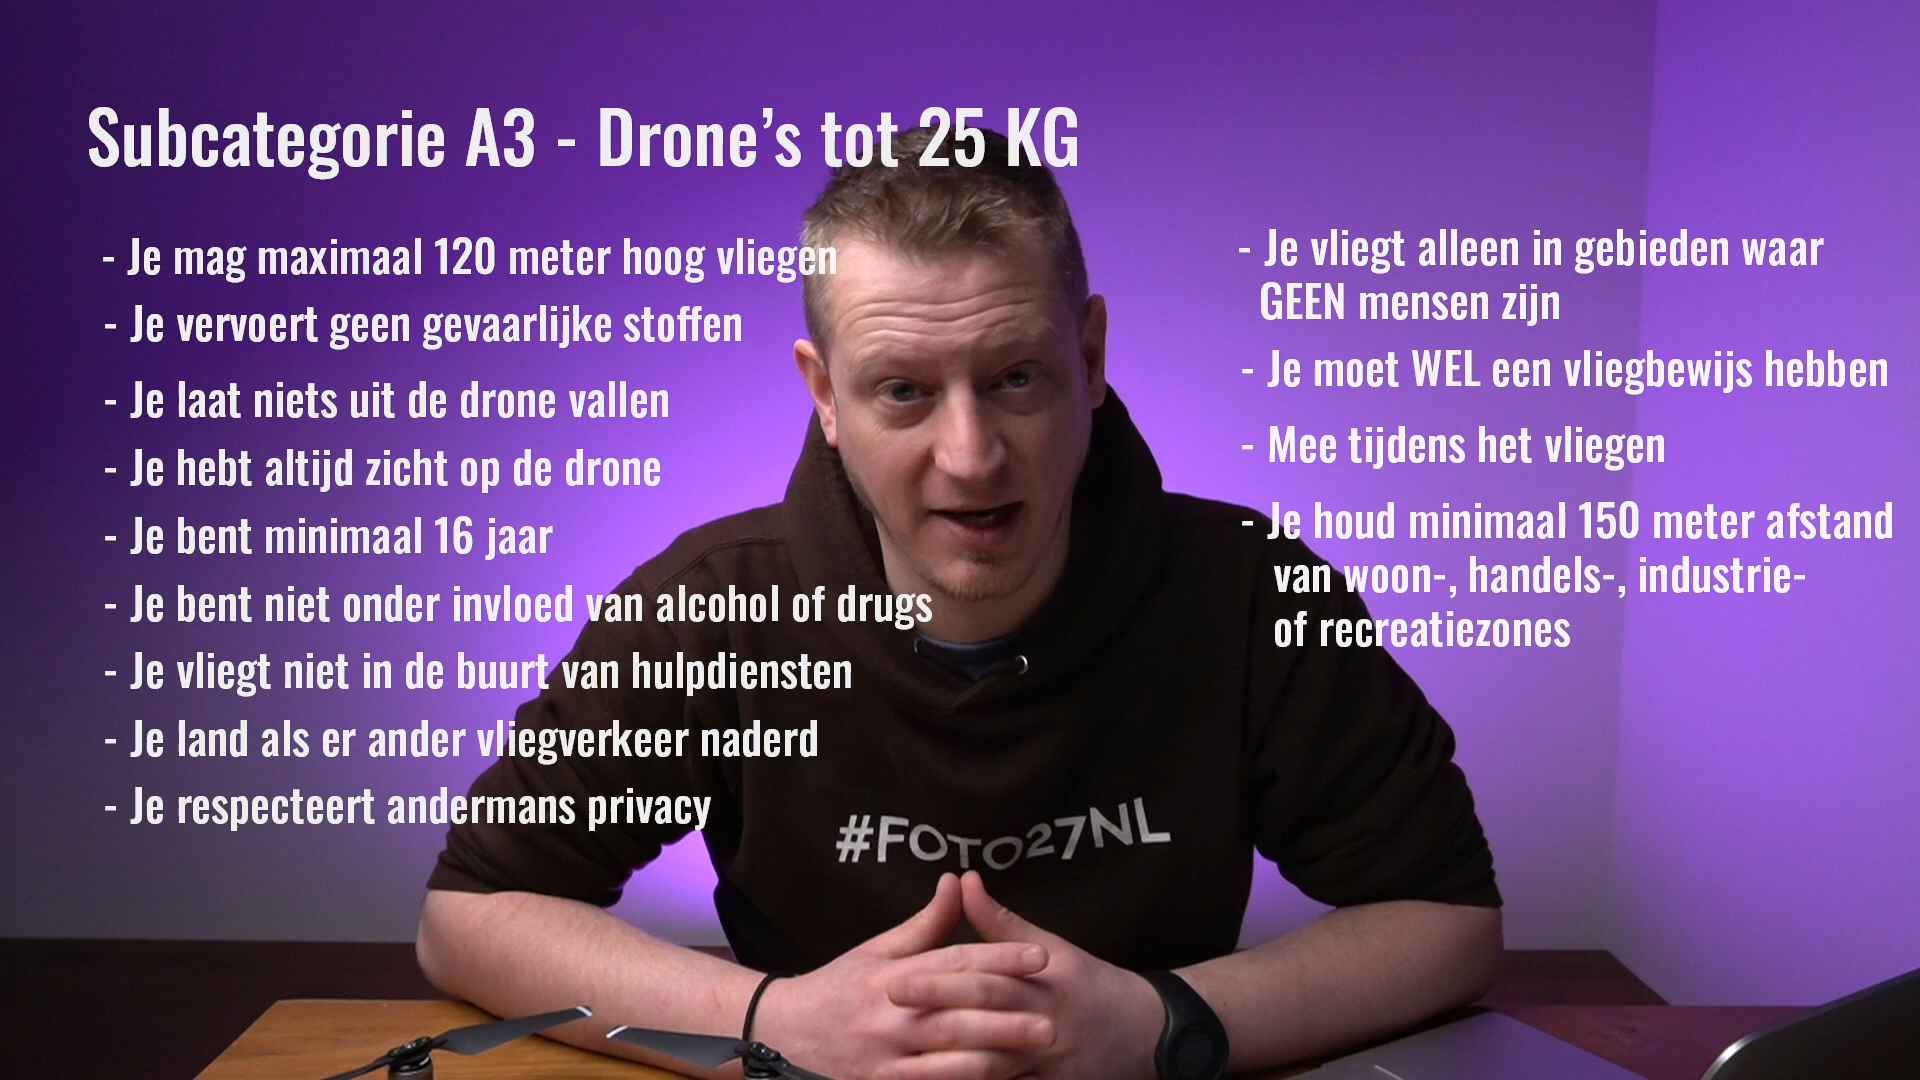 Subcategorie A3 - Drone’s tot 25 KG
- Je mag maximaal 120 meter hoog vliegen
- Je vervoert geen gevaarlijke stoffen
- Je laat niets uit de drone vallen
- Je hebt altijd zicht op de drone
- Je bent minimaal 16 jaar
- Je bent niet onder invloed van alcohol of drugs
- Je vliegt niet in de buurt van hulpdiensten
- Je land als er ander vliegverkeer naderd
- Je respecteert andermans privacy
- Je vliegt alleen in gebieden waar
GEEN mensen zijn
- Je moet WEL een vliegbewijs hebben
- Mee tijdens het vliegen
- Je houd minimaal 150 meter afstand
van woon-, handels-, industrie-
of recreatiezones
#FOTO27NL